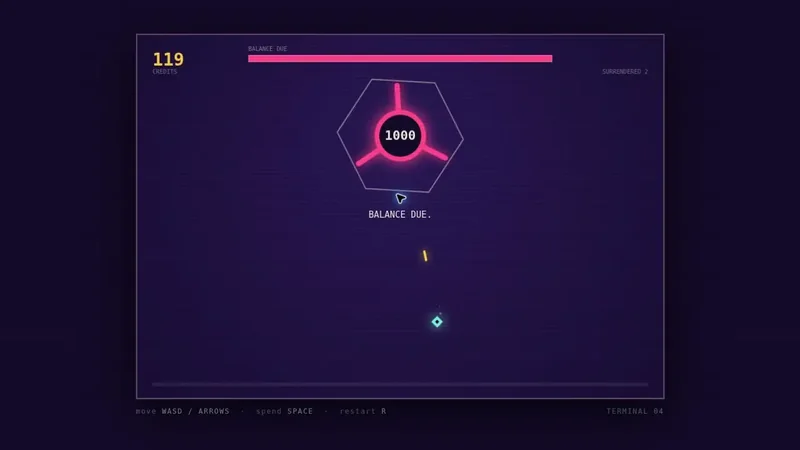 BALANCE DUE
119
CREDITS
SURRENDERED 2
1000
BALANCE DUE.
move WASD / ARROWS · spend SPACE · restart R
TERMINAL 04